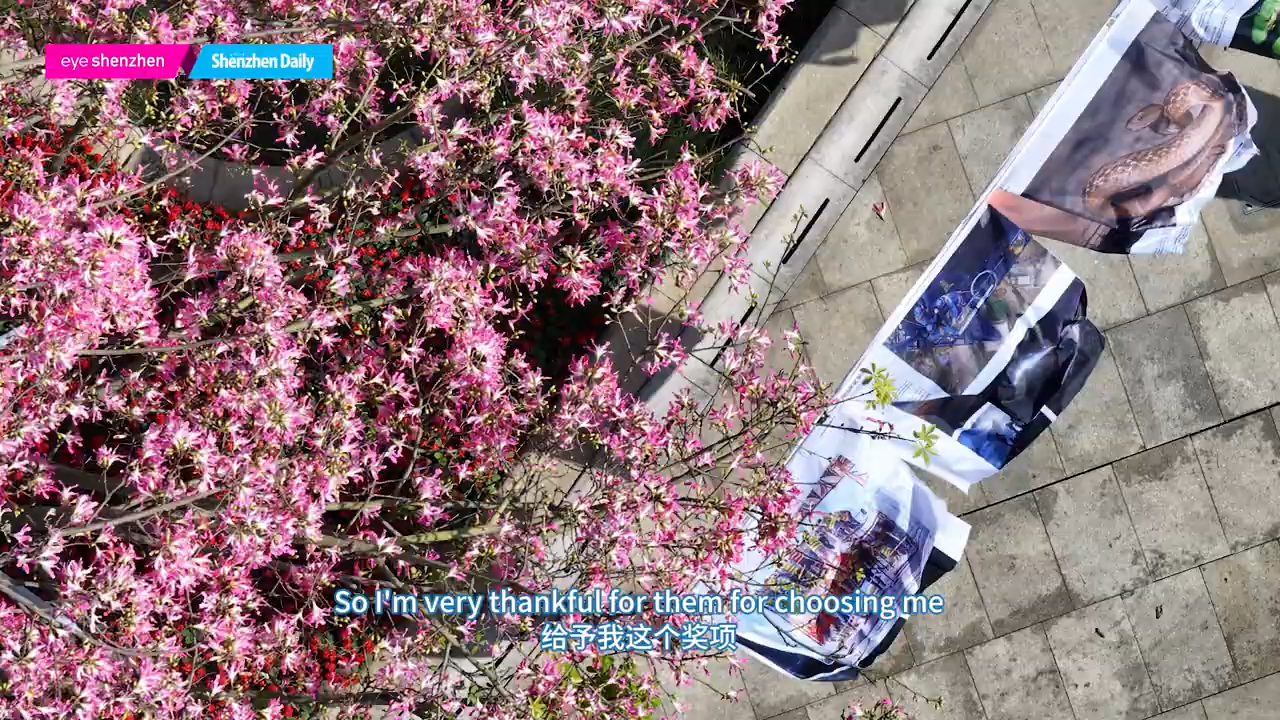 eye shenzhen
Shenzhen Daily
So I'm very thankful for them for choosing me
给予我这个奖项